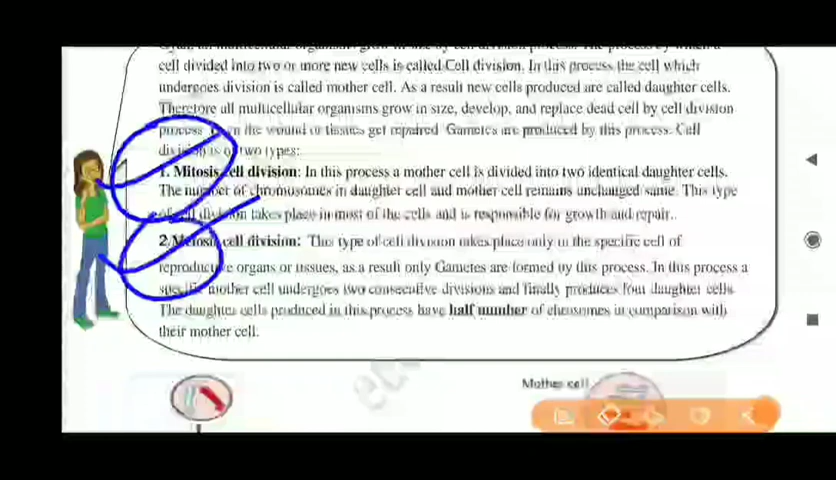 cell divided into two or more new cells is called Cell division. In this process the cell which
undergoes division is called mother cell. As a result new cells produced are called daughter cells.
Therefore all multicellular organisms grow in size, develop, and replace dead cell by cell division
process. the wound or tissues get repaired. Gametes are produced by this process. Cell
division is of two types:
1. Mitosis cell division: In this process a mother cell is divided into two identical daughter cells.
The number of chromosomes in daughter cell and mother cell remains unchanged same. This type
of cell division takes place in most of the cells and is responsible for growth and repair..
2. Meiosis cell division: This type of cell division takes place only in the specific cell of
reproductive organs or tissues, as a result only Gametes are formed by this process. In this process a
specific mother cell undergoes two consecutive divisions and finally produces four daughter cells.
The daughter cells produced in this process have half number of in comparison with
their mother cell.
Mother cell